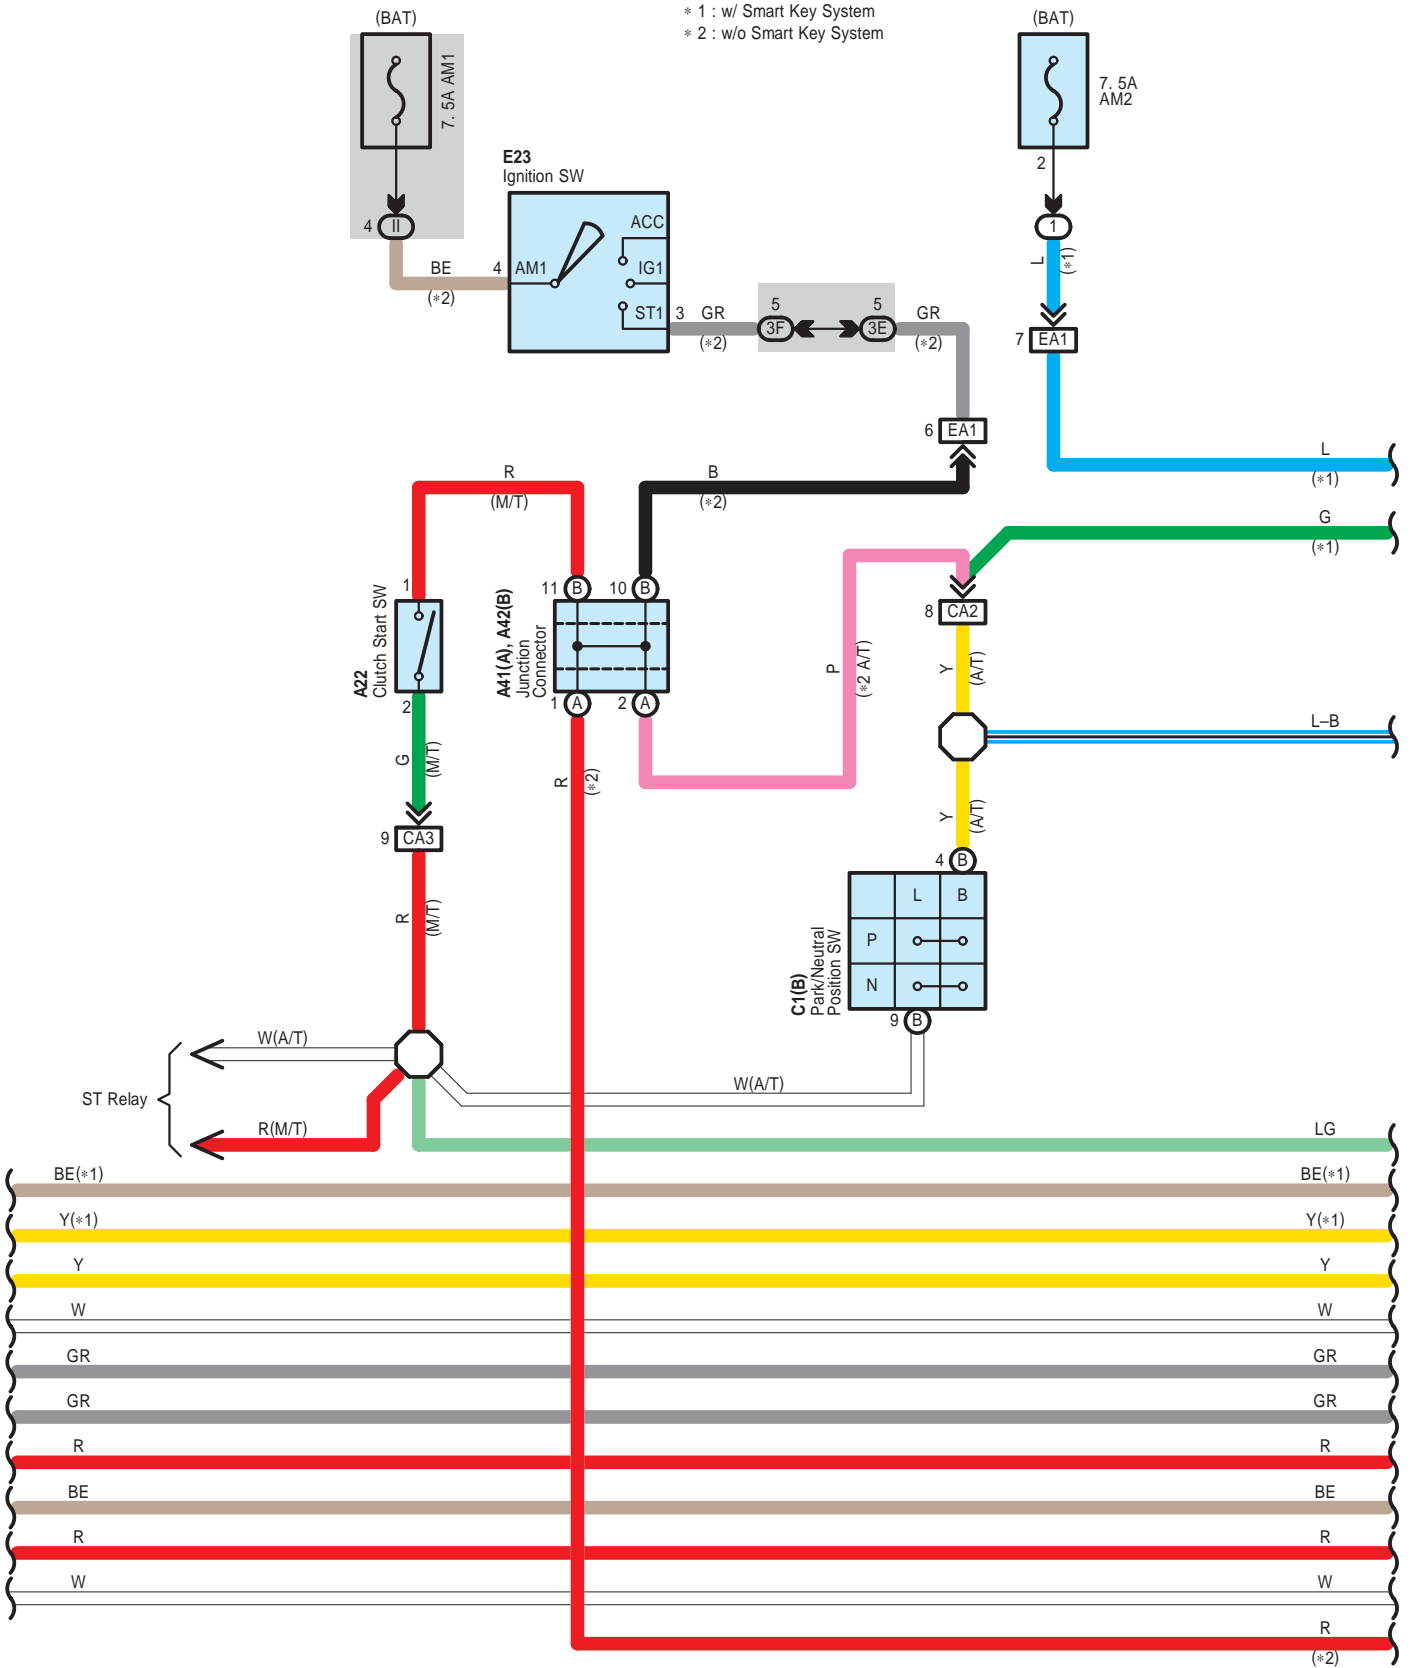 ∗ 1 : w/ Smart Key System
∗ 2 : w/o Smart Key System
(BAT)
7. 5A AM1
4
II
BE
(∗2)
E23
Ignition SW
4
AM1
ACC
IG1
ST1
3
GR
(∗2)
5
3F
5
3E
GR
(∗2)
(BAT)
7. 5A
AM2
2
1
L
(∗1)
7
EA1
6
EA1
L
(∗1)
R
(M/T)
B
(∗2)
G
(∗1)
1
A22
Clutch Start SW
2
11
B
10
B
A41(A), A42(B)
Junction
Connector
1
A
2
A
P
(∗2 A/T)
8
CA2
Y
(A/T)
L–B
G
(M/T)
R
(∗2)
Y
(A/T)
9
CA3
4
B
L
B
P
N
C1(B)
Park/Neutral
Position SW
9
B
R
(M/T)
W(A/T)
W(A/T)
ST Relay
R(M/T)
LG
BE(∗1)
BE(∗1)
Y(∗1)
Y(∗1)
Y
Y
W
W
GR
GR
GR
GR
R
R
BE
BE
R
R
W
W
R
(∗2)